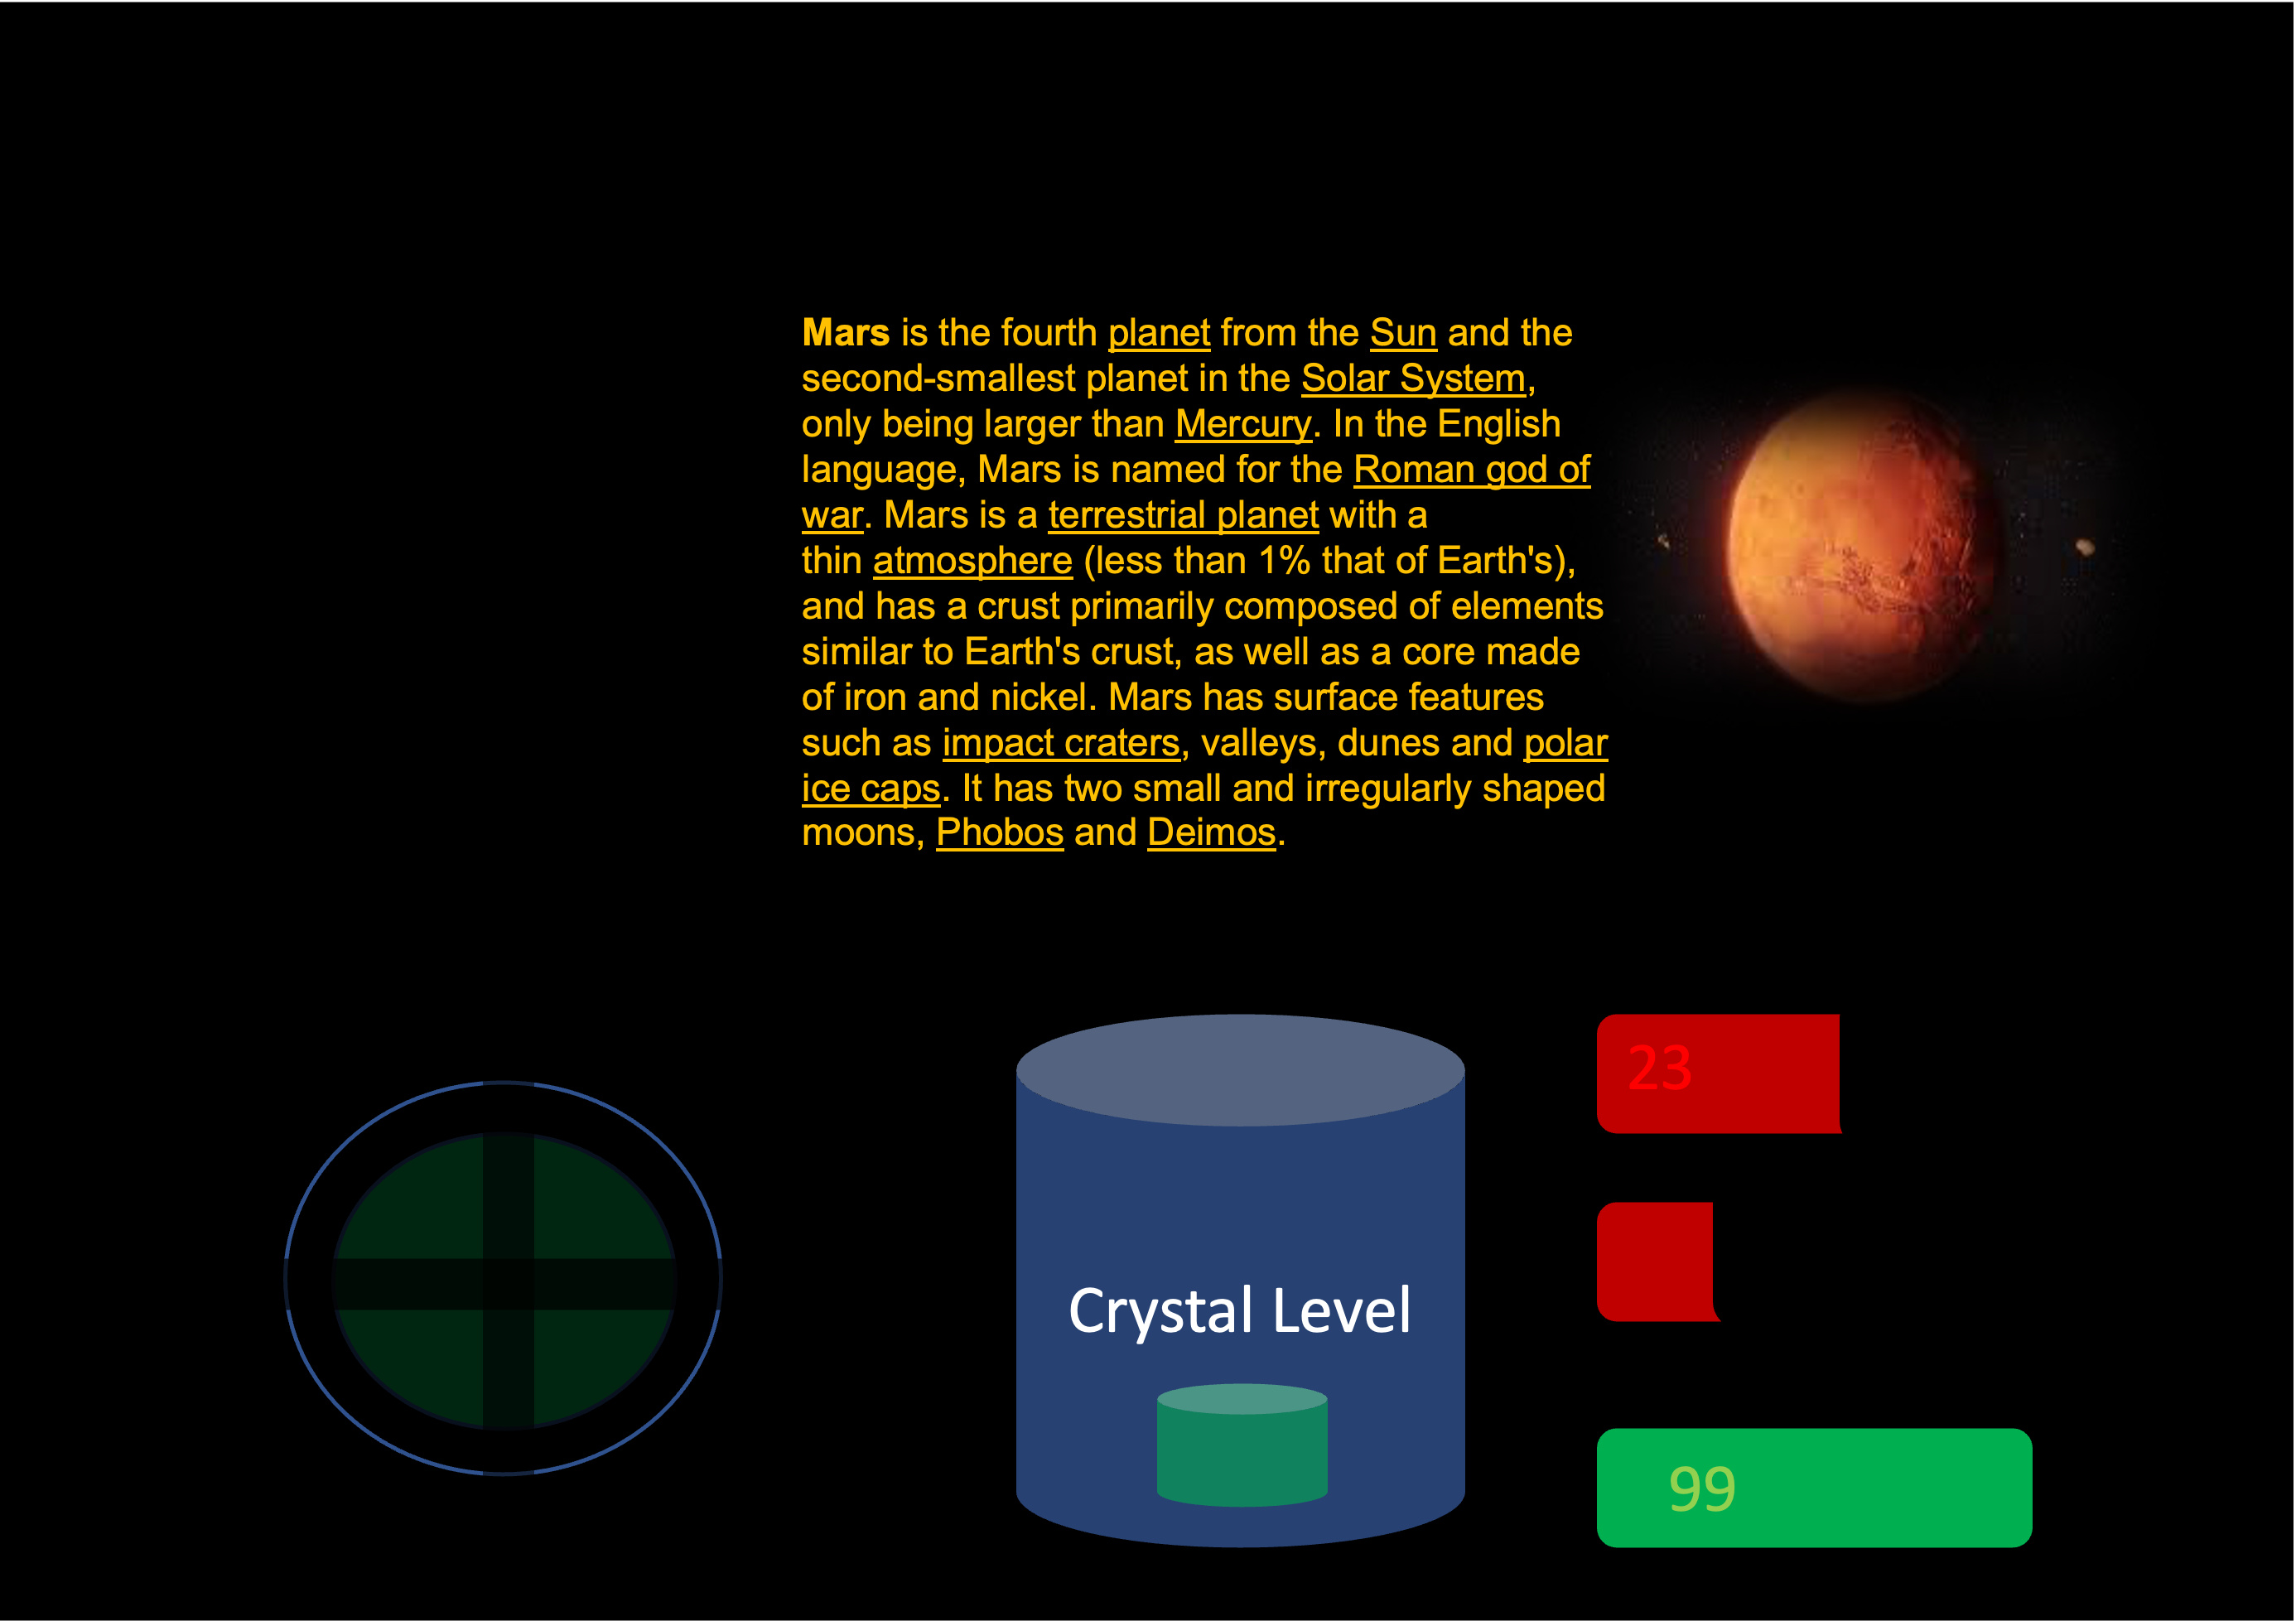 Mars is the fourth planet from the Sun and the
second-smallest planet in the Solar System,
only being larger than Mercury. In the English
language, Mars is named for the Roman god of
war. Mars is a terrestrial planet with a
thin atmosphere (less than 1% that of Earth's),
and has a crust primarily composed of elements
similar to Earth's crust, as well as a core made
of iron and nickel. Mars has surface features
such as impact craters, valleys, dunes and polar
ice caps. It has two small and irregularly shaped
moons, Phobos and Deimos.
23
Crystal Level
99